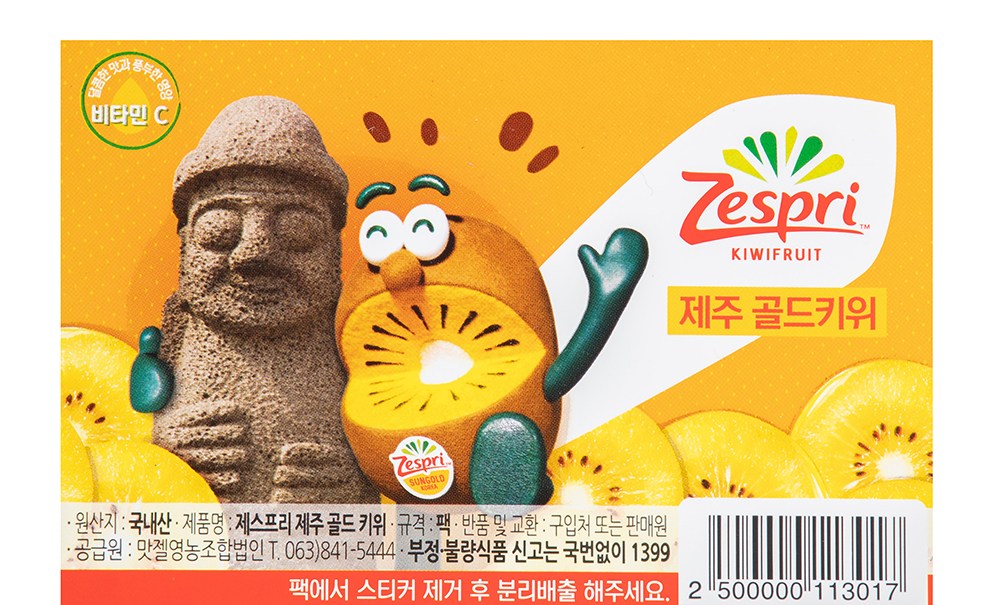 달콤한 맛과 풍부한 영양
비타민 C
Zespri™
KIWIFRUIT
제주 골드키위
Zespri™
SUNGOLD
KOREA
· 원산지 : 국내산 · 제품명 : 제스프리 제주 골드 키위 · 규격 : 팩 · 반품 및 교환 : 구입처 또는 판매원
· 공급원 : 맛젤영농조합법인 T. 063)841-5444 · 부정·불량식품 신고는 국번없이 1399
팩에서 스티커 제거 후 분리배출 해주세요.
2 500000 113017